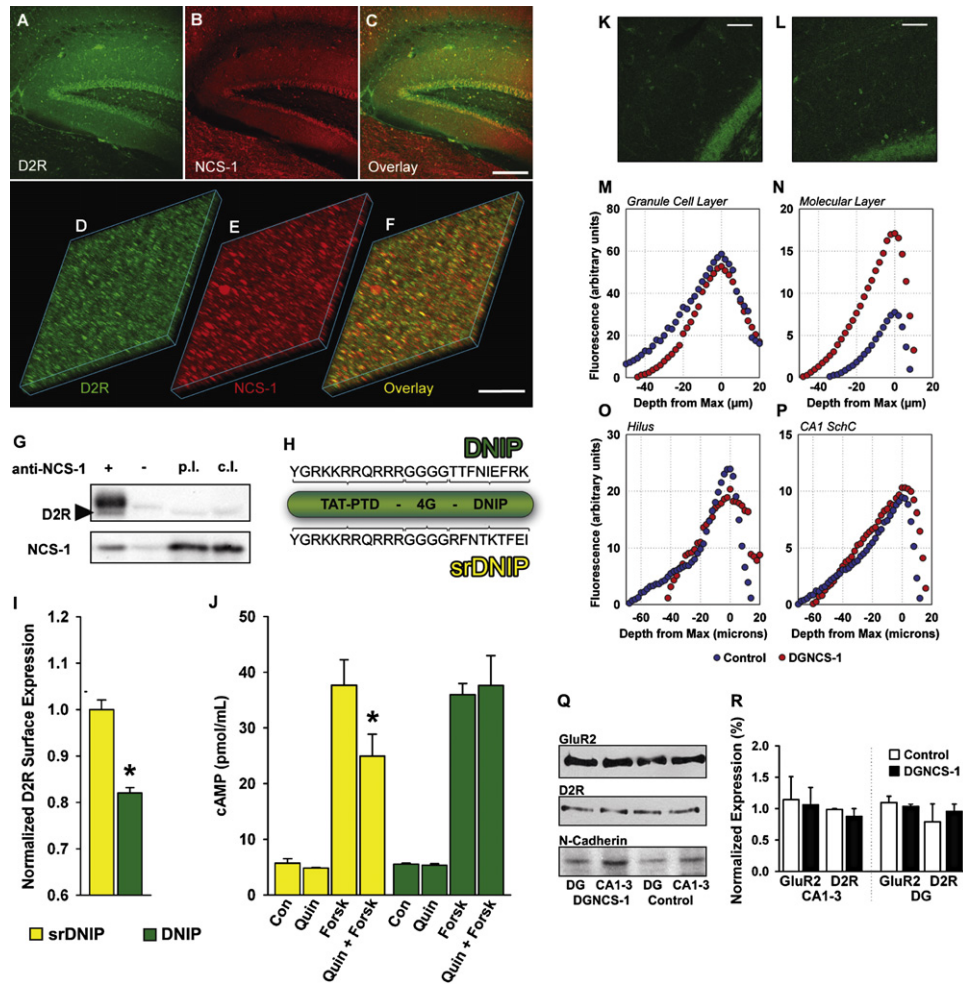 A
B
C
D2R
NCS-1
Overlay
D
E
F
D2R
NCS-1
Overlay
G
anti-NCS-1 + - p.l. c.l.
D2R
NCS-1
H
DNIP
YGRKKRRQRRRGGGGTTFNIEFRK
TAT-PTD - 4G - DNIP
YGRKKRRQRRRGGGGRFNTKTFEI
srDNIP
I
Normalized D2R Surface Expression
1.2
1.0
0.9
0.8
0.7
0.6
*
srDNIP
DNIP
J
cAMP (pmol/mL)
50
40
30
20
10
0
*
Con
Quin
Forsk
Quin + Forsk
Con
Quin
Forsk
Quin + Forsk
K
L
M
Granule Cell Layer
Fluorescence (arbitrary units)
80
60
40
20
0
-40 -20 0 20
Depth from Max (µm)
N
Molecular Layer
20
15
10
5
0
-40 -20 0 20
Depth from Max (µm)
O
Hilus
Fluorescence (arbitrary units)
30
20
10
0
-60 -40 -20 0 20
Depth from Max (microns)
P
CA1 SchC
15
10
5
0
-60 -40 -20 0 20
Depth from Max (microns)
Control
DGNCS-1
Q
GluR2
D2R
N-Cadherin
DG CA1-3 DG CA1-3
DGNCS-1 Control
R
Normalized Expression (%)
2.0
1.5
1.0
0.5
0
Control
DGNCS-1
GluR2 D2R GluR2 D2R
CA1-3 DG